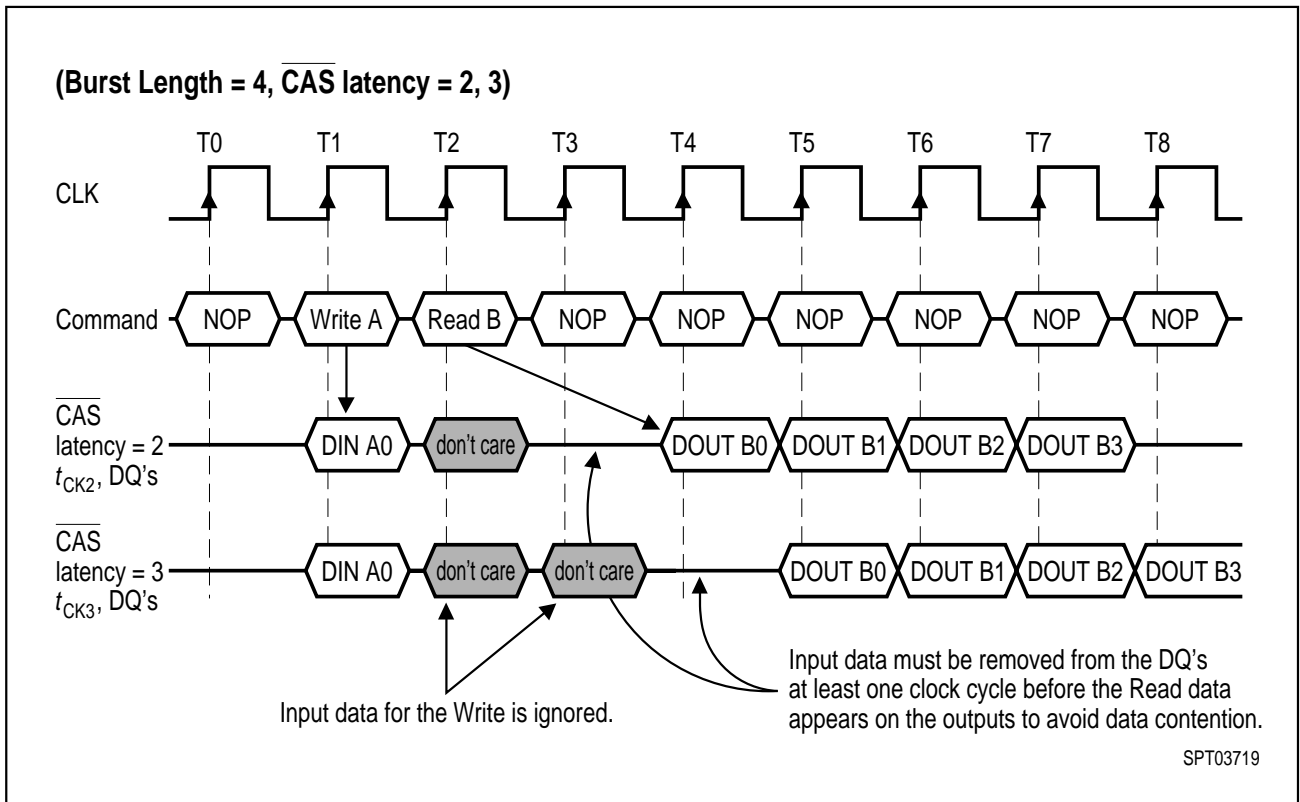 (Burst Length = 4, CAS latency = 2, 3)
T0 T1 T2 T3 T4 T5 T6 T7 T8
CLK
Command NOP Write A Read B NOP NOP NOP NOP NOP NOP
CAS
latency = 2
tCK2, DQ's
DIN A0 don't care DOUT B0 DOUT B1 DOUT B2 DOUT B3
CAS
latency = 3
tCK3, DQ's
DIN A0 don't care don't care DOUT B0 DOUT B1 DOUT B2 DOUT B3
Input data for the Write is ignored.
Input data must be removed from the DQ's
at least one clock cycle before the Read data
appears on the outputs to avoid data contention.
SPT03719